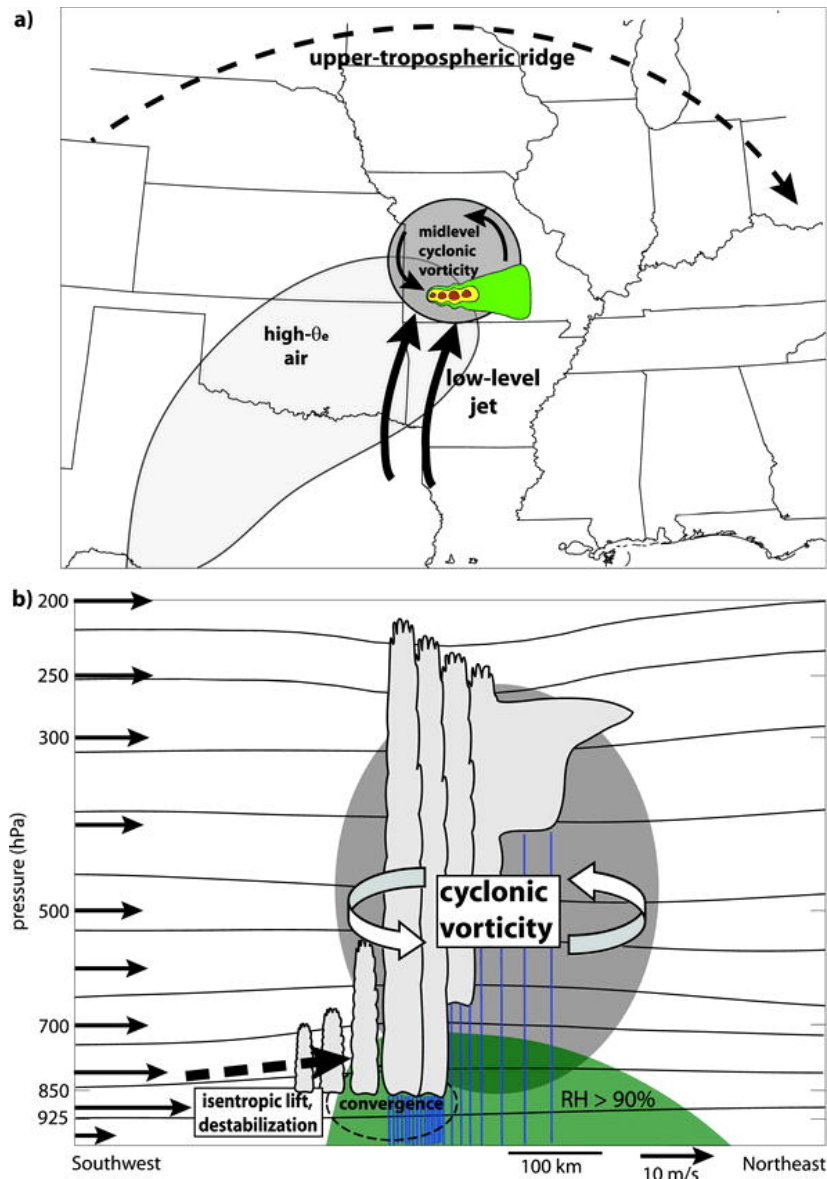 a)
upper-tropospheric ridge
midlevel
cyclonic
vorticity
high-θe
air
low-level
jet
b)
200
250
300
500
700
850
925
pressure (hPa)
cyclonic
vorticity
isentropic lift,
destabilization
convergence
RH > 90%
Southwest
100 km
10 m/s
Northeast